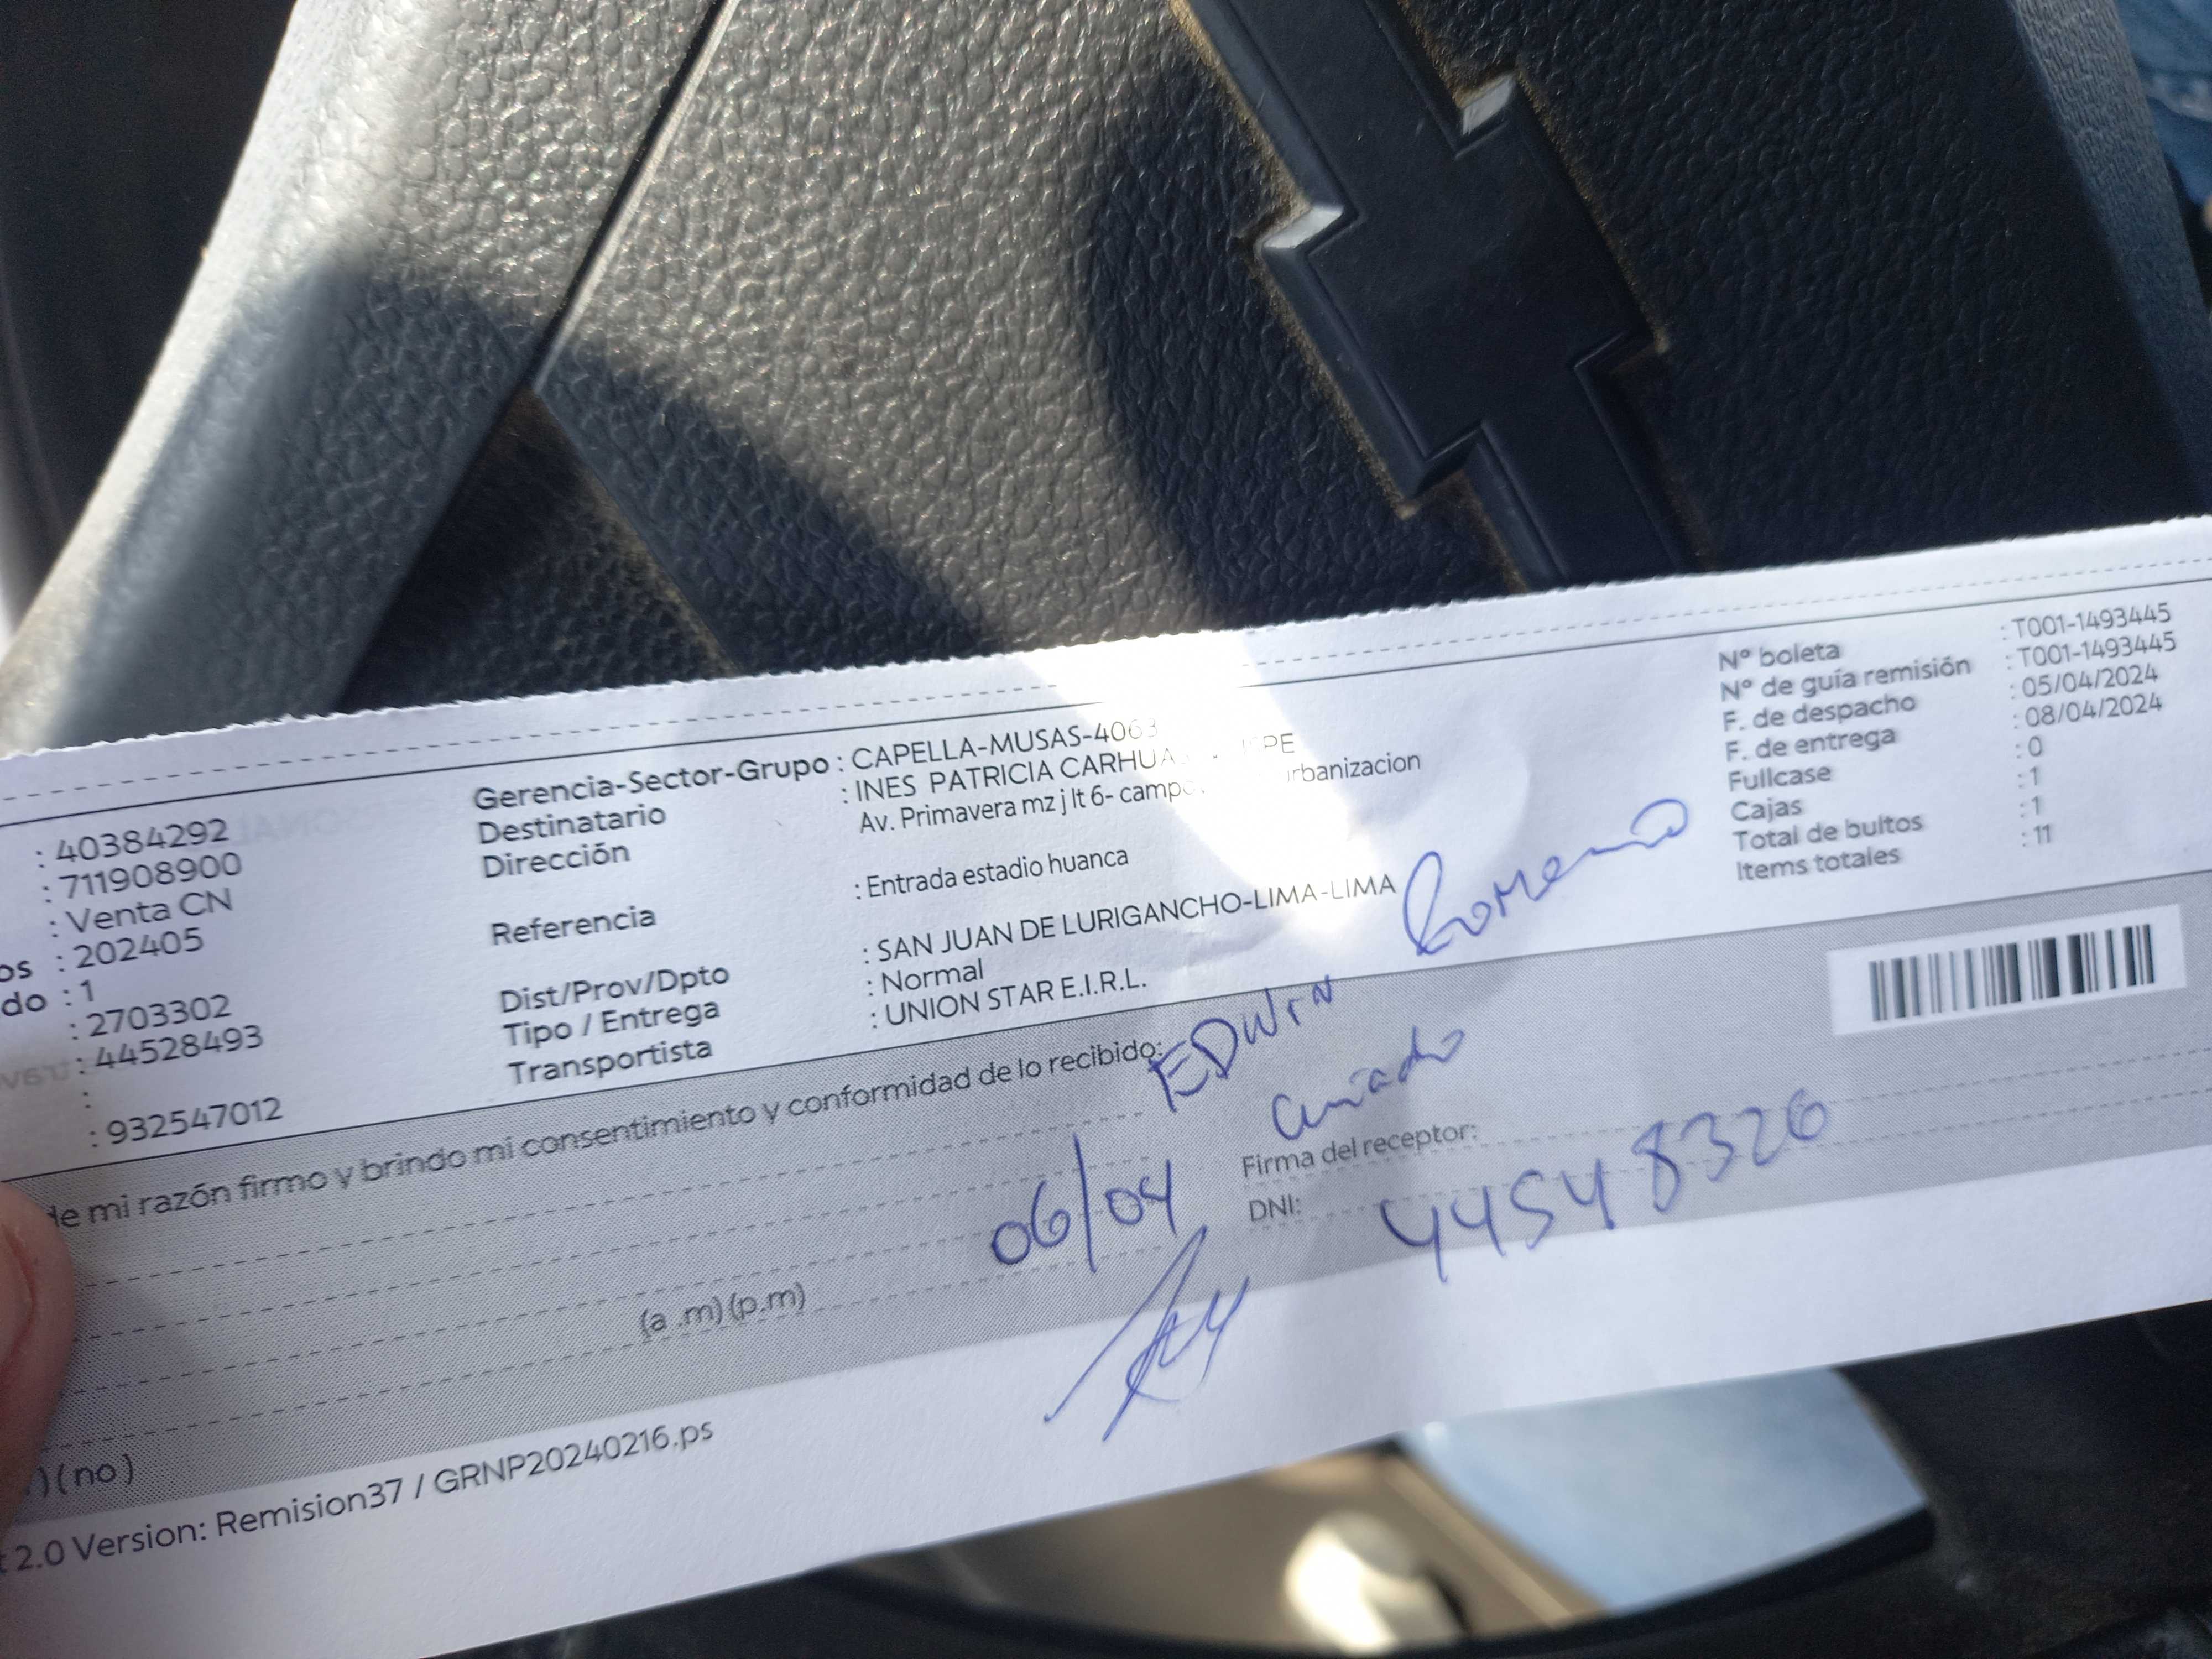 : 40384292
: 711908900
: Venta CN
os : 202405
do : 1
: 2703302
: 44528493
:
: 932547012
Gerencia-Sector-Grupo : CAPELLA-MUSAS-4063
Destinatario : INES PATRICIA CARHUA
Dirección : Av. Primavera mz j lt 6- campo rbanizacion
Referencia : Entrada estadio huanca
Dist/Prov/Dpto : SAN JUAN DE LURIGANCHO-LIMA-LIMA
Tipo / Entrega : Normal
Transportista : UNION STAR E.I.R.L.
Nº boleta : T001-1493445
Nº de guía remisión : T001-1493445
F. de despacho : 05/04/2024
F. de entrega : 08/04/2024
Fullcase : 0
Cajas : 1
Total de bultos : 1
Items totales : 11
de mi razón firmo y brindo mi consentimiento y conformidad de lo recibido:
EDWIN Romero
06/04
Firma del receptor:
DNI: 44548326
(a .m) (p.m)
) ( no )
t 2.0 Version: Remision37 / GRNP20240216.ps